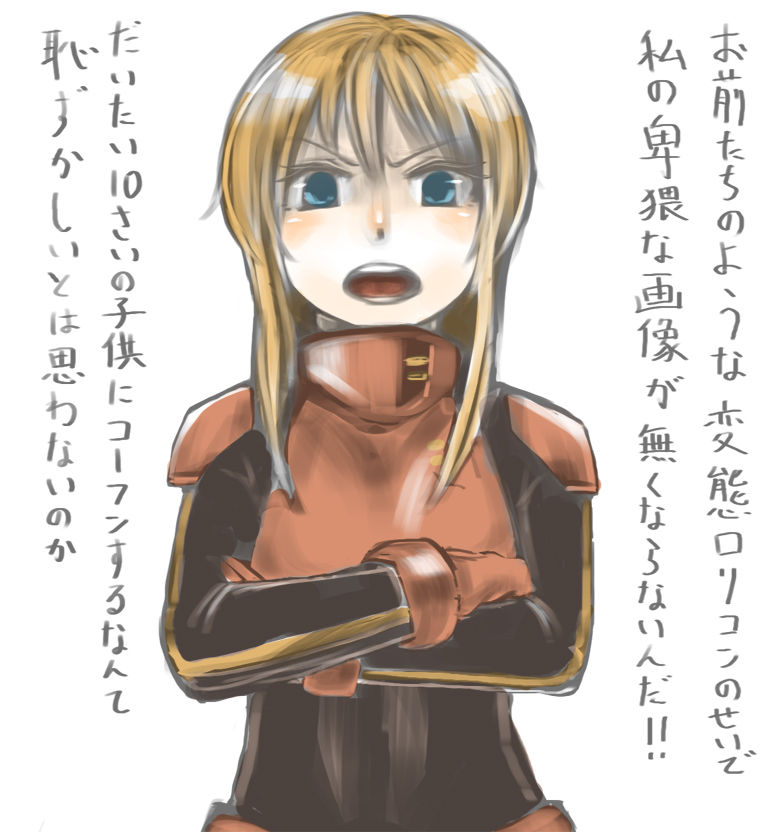 お前たちのような変態ロリコンのせいで
私の卑猥な画像が無くならないんだ!!
だいたい10さいの子供にコーフンするなんて
恥ずかしいとは思わないのか